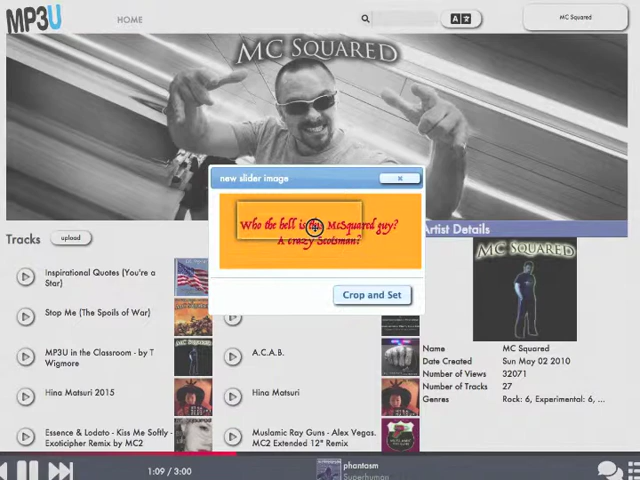 MP3U
HOME
MC Squared
MC SQUARED
new slider image
x
Who the hell is this McSquared guy?
A crazy Scotsman?
Crop and Set
Tracks
upload
Inspirational Quotes (You're a
Star)
Stop Me (The Spoils of War)
MP3U in the Classroom - by T
Wigmore
A.C.A.B.
Hina Matsuri 2015
Hina Matsuri
Essence & Lodato - Kiss Me Softly -
Exoticipher Remix by MC2
Muslamic Ray Guns - Alex Vegas.
MC2 Extended 12" Remix
Artist Details
MC SQUARED
Name MC Squared
Date Created Sun May 02 2010
Number of Views 32071
Number of Tracks 27
Genres Rock: 6, Experimental: 6, ...
1:09 / 3:00
phantasm
Superhuman